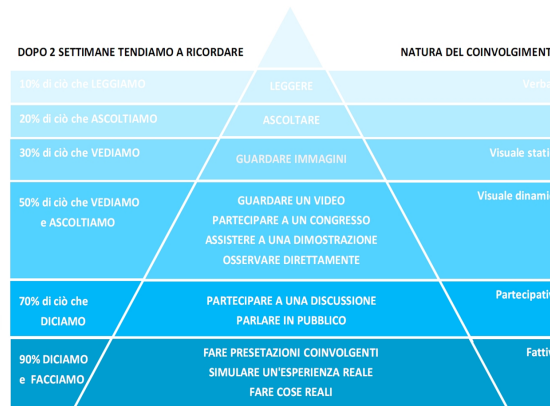 DOPO 2 SETTIMANE TENDIAMO A RICORDARE
NATURA DEL COINVOLGIMENT
10% di ciò che LEGGIAMO
LEGGERE
Verba
20% di ciò che ASCOLTIAMO
ASCOLTARE
30% di ciò che VEDIAMO
GUARDARE IMMAGINI
Visuale stati
50% di ciò che VEDIAMO
e ASCOLTIAMO
GUARDARE UN VIDEO
PARTECIPARE A UN CONGRESSO
ASSISTERE A UNA DIMOSTRAZIONE
OSSERVARE DIRETTAMENTE
Visuale dinami
70% di ciò che
DICIAMO
PARTECIPARE A UNA DISCUSSIONE
PARLARE IN PUBBLICO
Partecipativ
90% DICIAMO
e FACCIAMO
FARE PRESETAZIONI COINVOLGENTI
SIMULARE UN'ESPERIENZA REALE
FARE COSE REALI
Fattiv